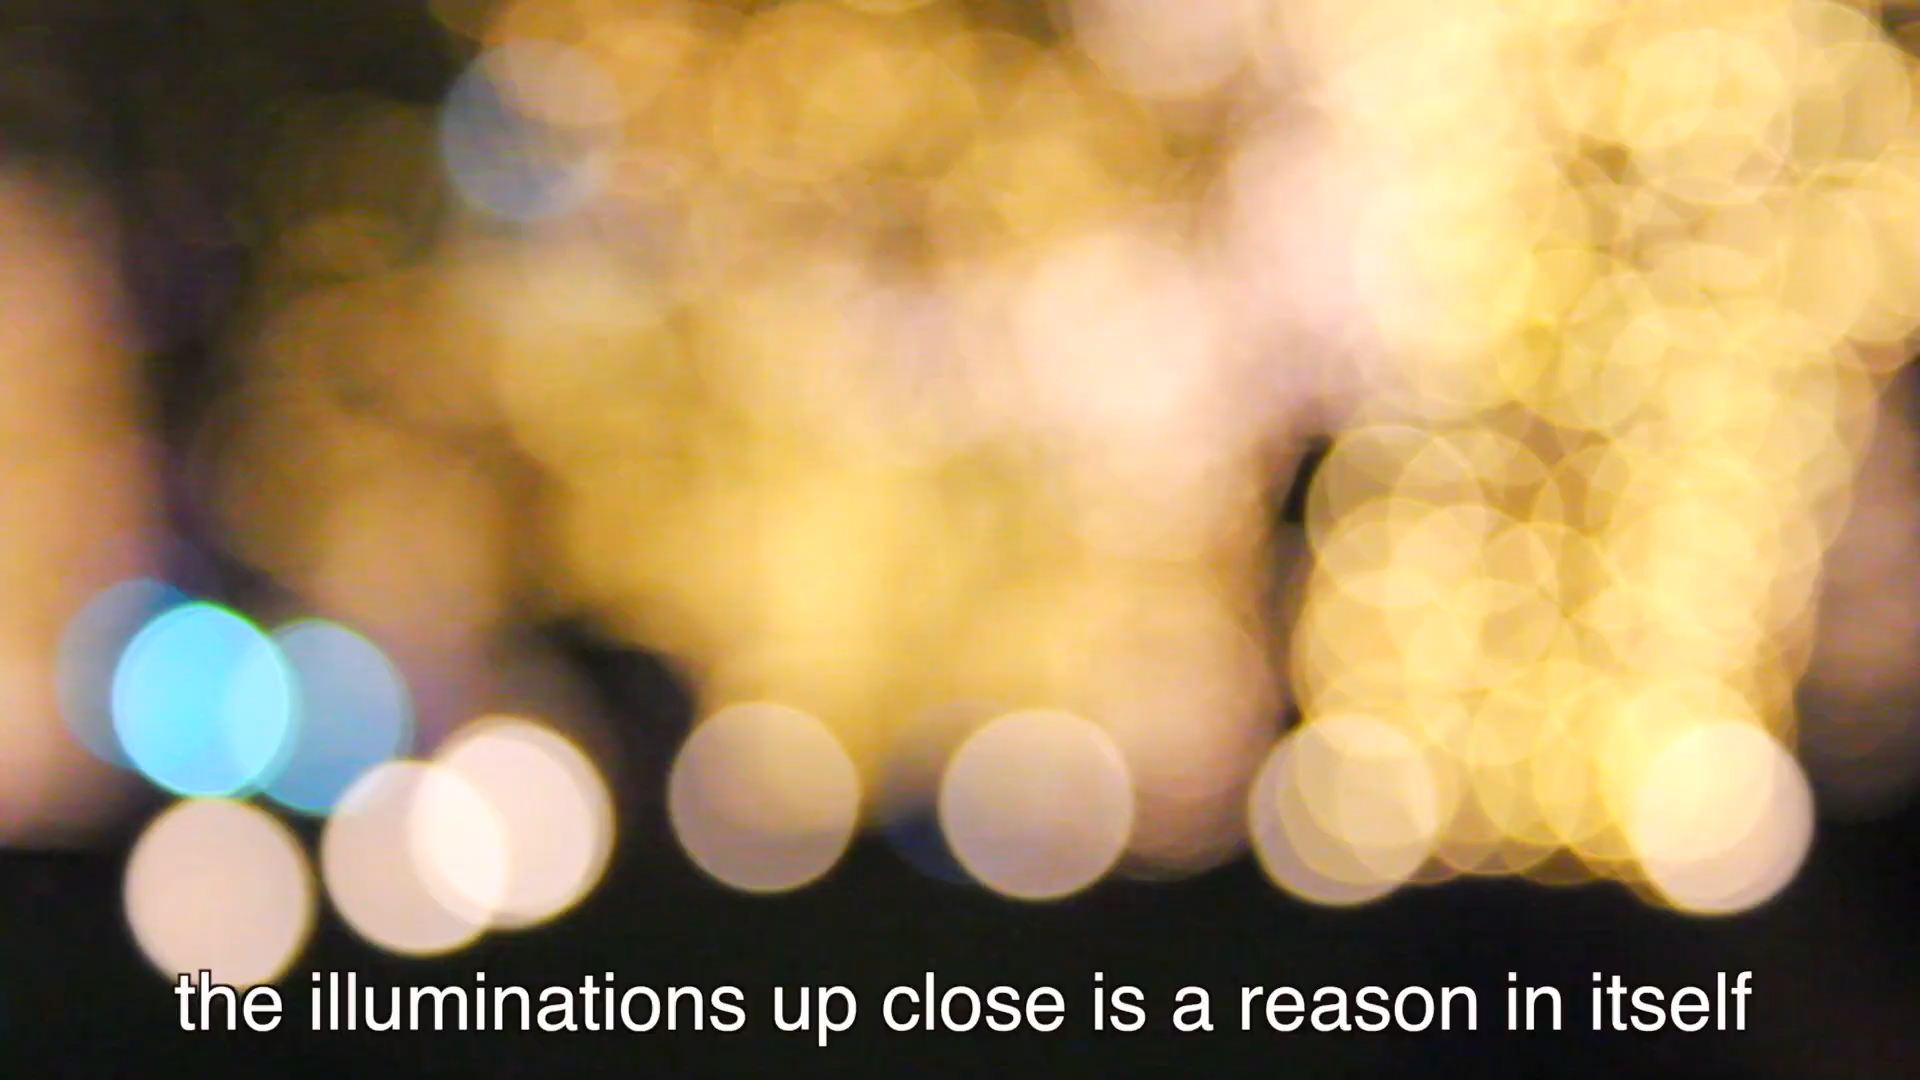 the illuminations up close is a reason in itself